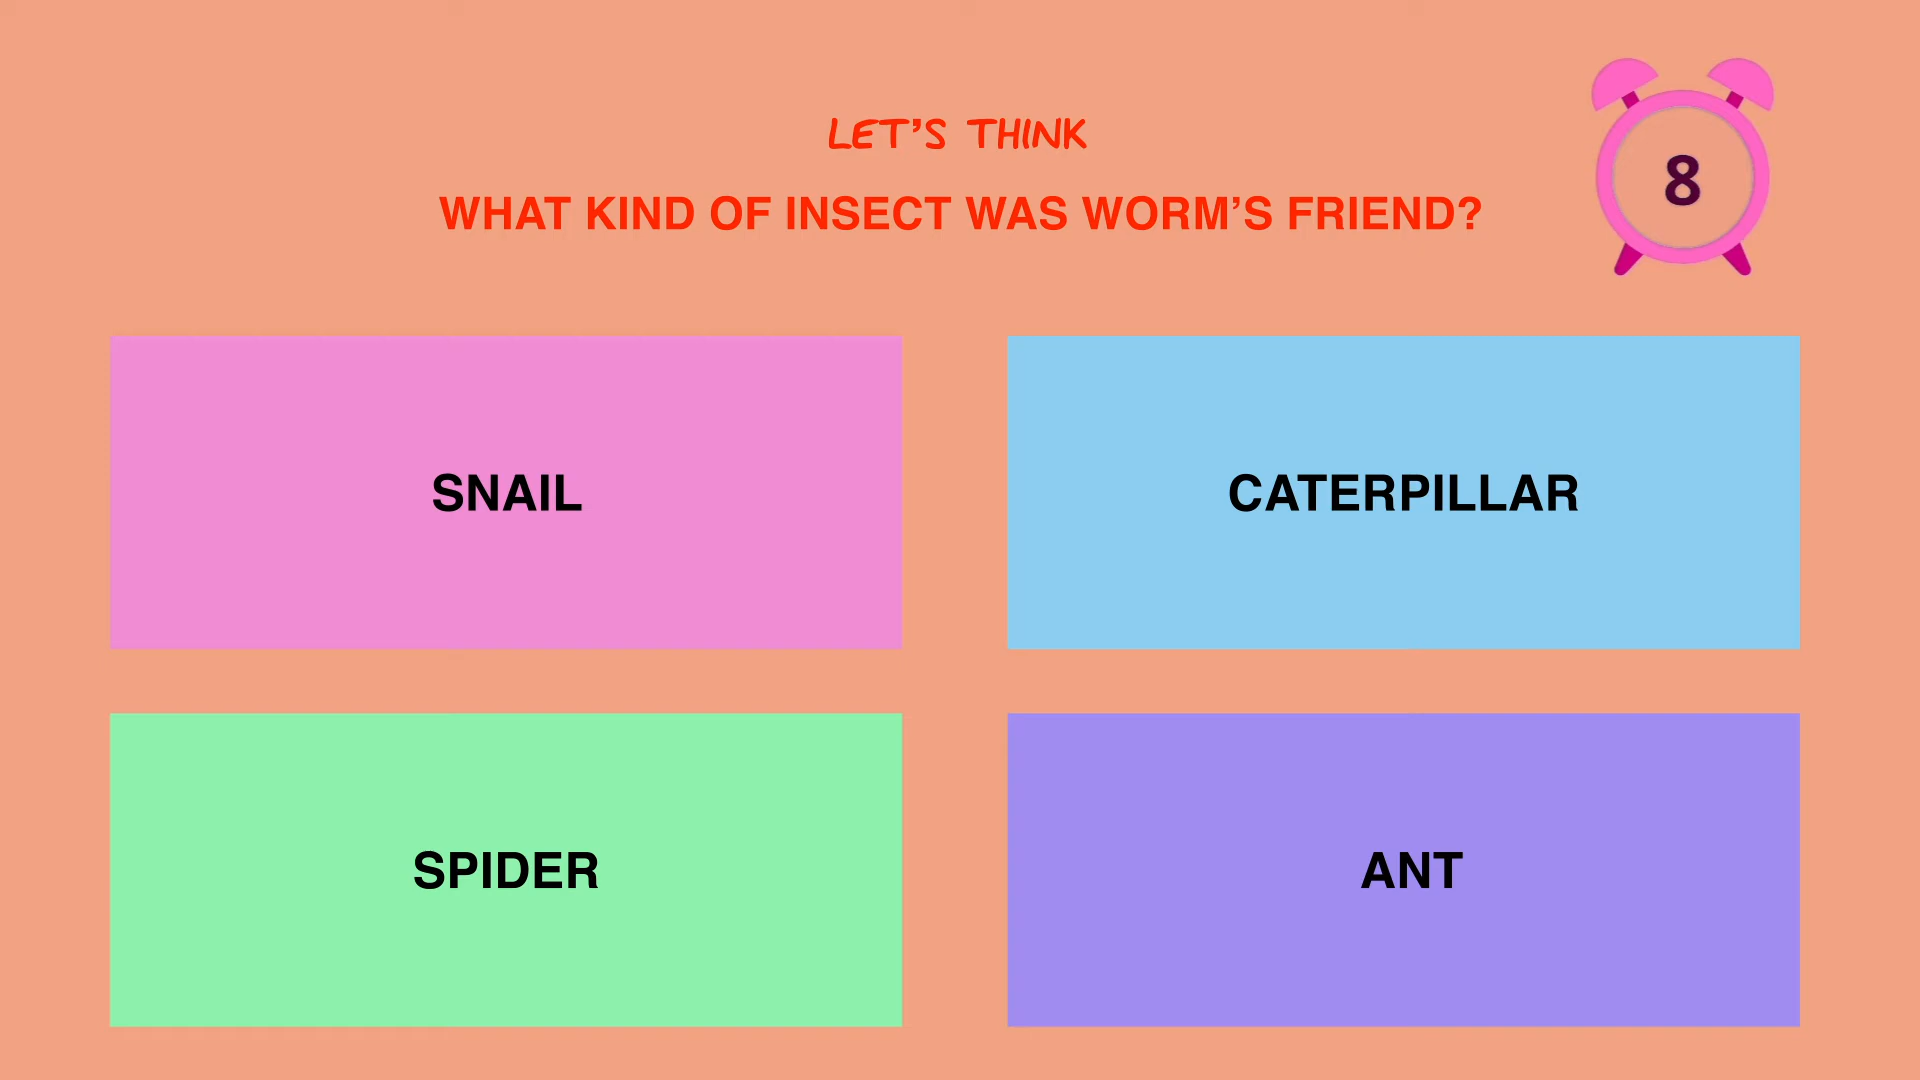 LET'S THINK
WHAT KIND OF INSECT WAS WORM'S FRIEND?
8
SNAIL
CATERPILLAR
SPIDER
ANT